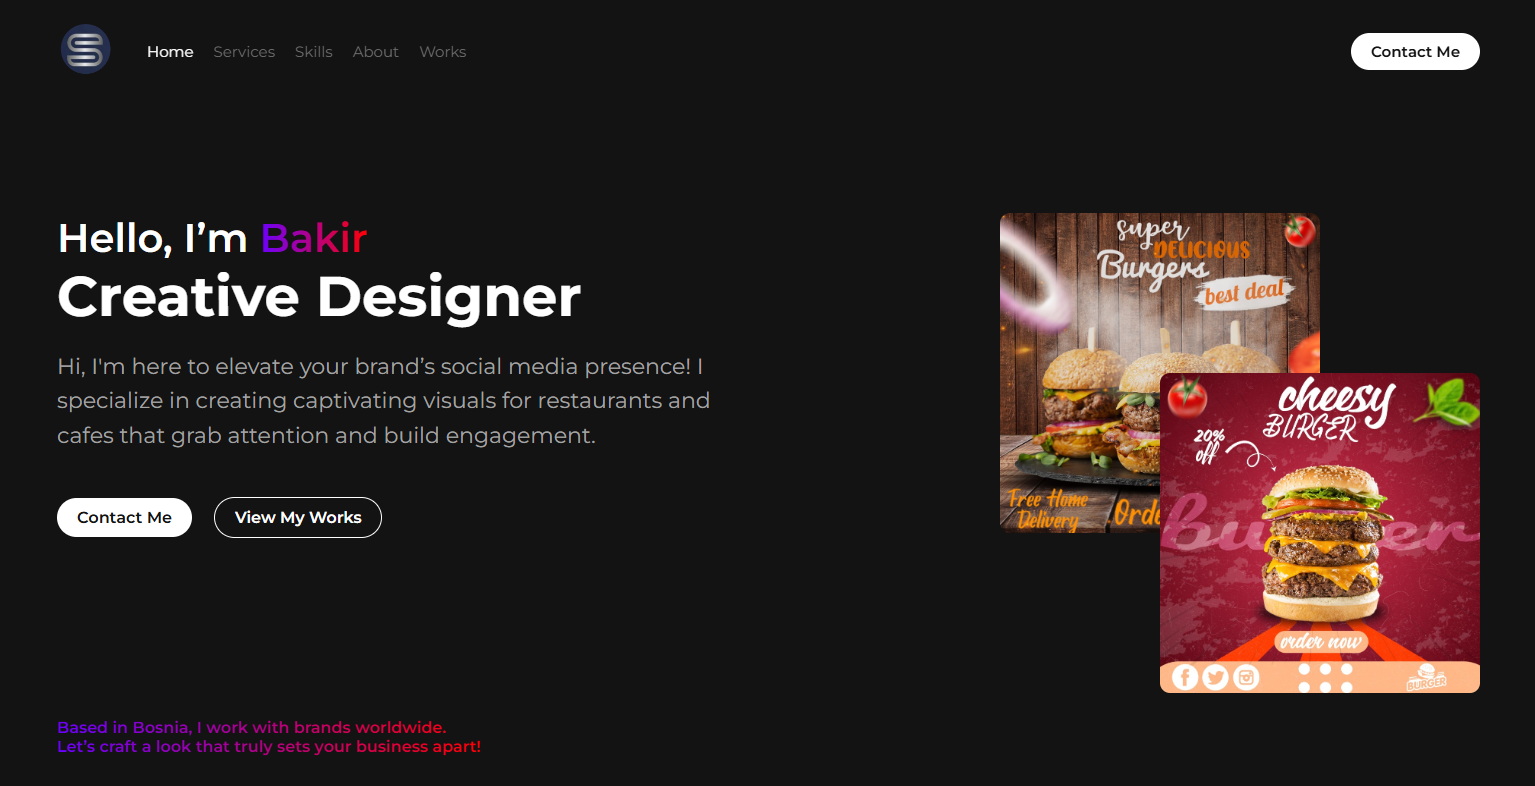 Home Services Skills About Works
Contact Me
Hello, I’m Bakir
Creative Designer
Hi, I'm here to elevate your brand’s social media presence! I
specialize in creating captivating visuals for restaurants and
cafes that grab attention and build engagement.
Contact Me
View My Works
Based in Bosnia, I work with brands worldwide.
Let’s craft a look that truly sets your business apart!
super
DELICIOUS
Burgers
best deal
Free Home
Delivery
cheesy
BURGER
20%
off
order now
BURGER